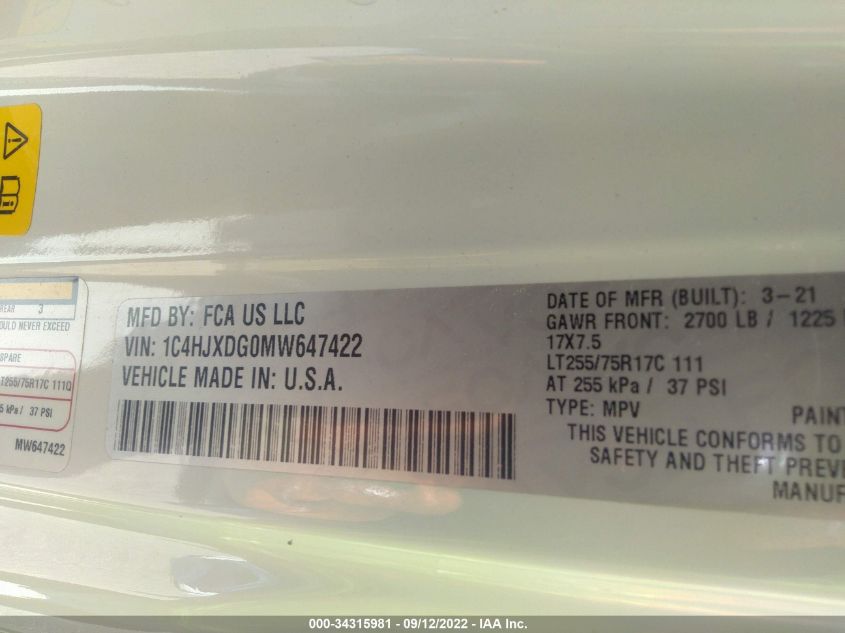 REAR 3
OULD NEVER EXCEED
SPARE
LT255/75R17C 111Q
5 kPa / 37 PSI
MW647422
MFD BY: FCA US LLC
VIN: 1C4HJXDG0MW647422
VEHICLE MADE IN: U.S.A.
DATE OF MFR (BUILT): 3-21
GAWR FRONT: 2700 LB / 1225
17X7.5
LT255/75R17C 111
AT 255 kPa / 37 PSI
TYPE: MPV
PAINT
THIS VEHICLE CONFORMS TO
SAFETY AND THEFT PREVE
MANUF
000-34315981 - 09/12/2022 - IAA Inc.